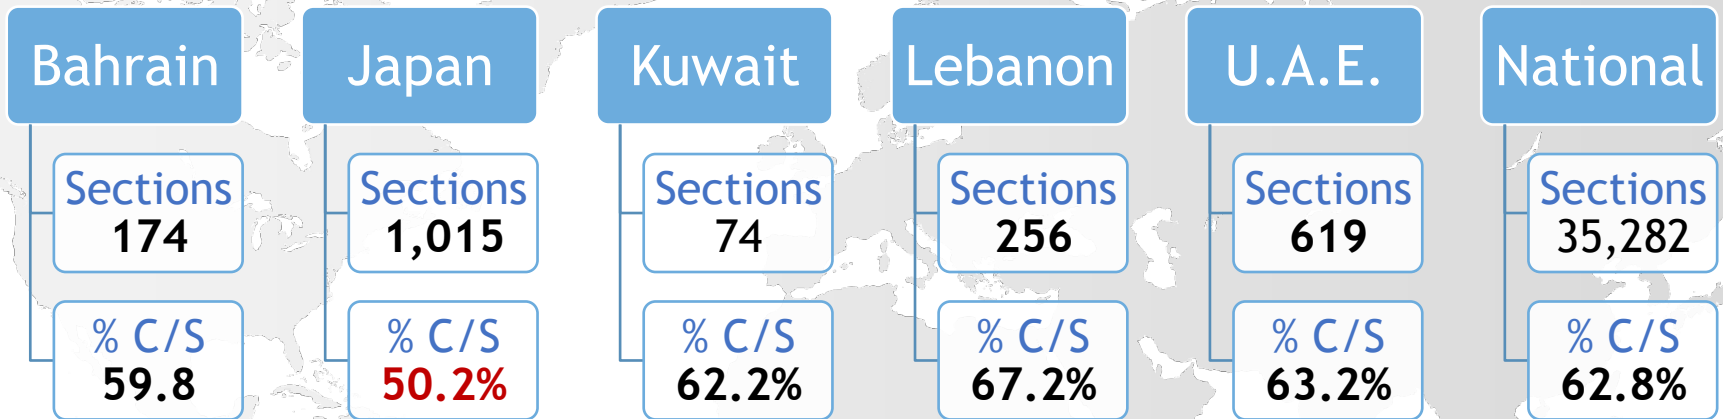 Bahrain
Sections
174
% C/S
59.8
Japan
Sections
1,015
% C/S
50.2%
Kuwait
Sections
74
% C/S
62.2%
Lebanon
Sections
256
% C/S
67.2%
U.A.E.
Sections
619
% C/S
63.2%
National
Sections
35,282
% C/S
62.8%